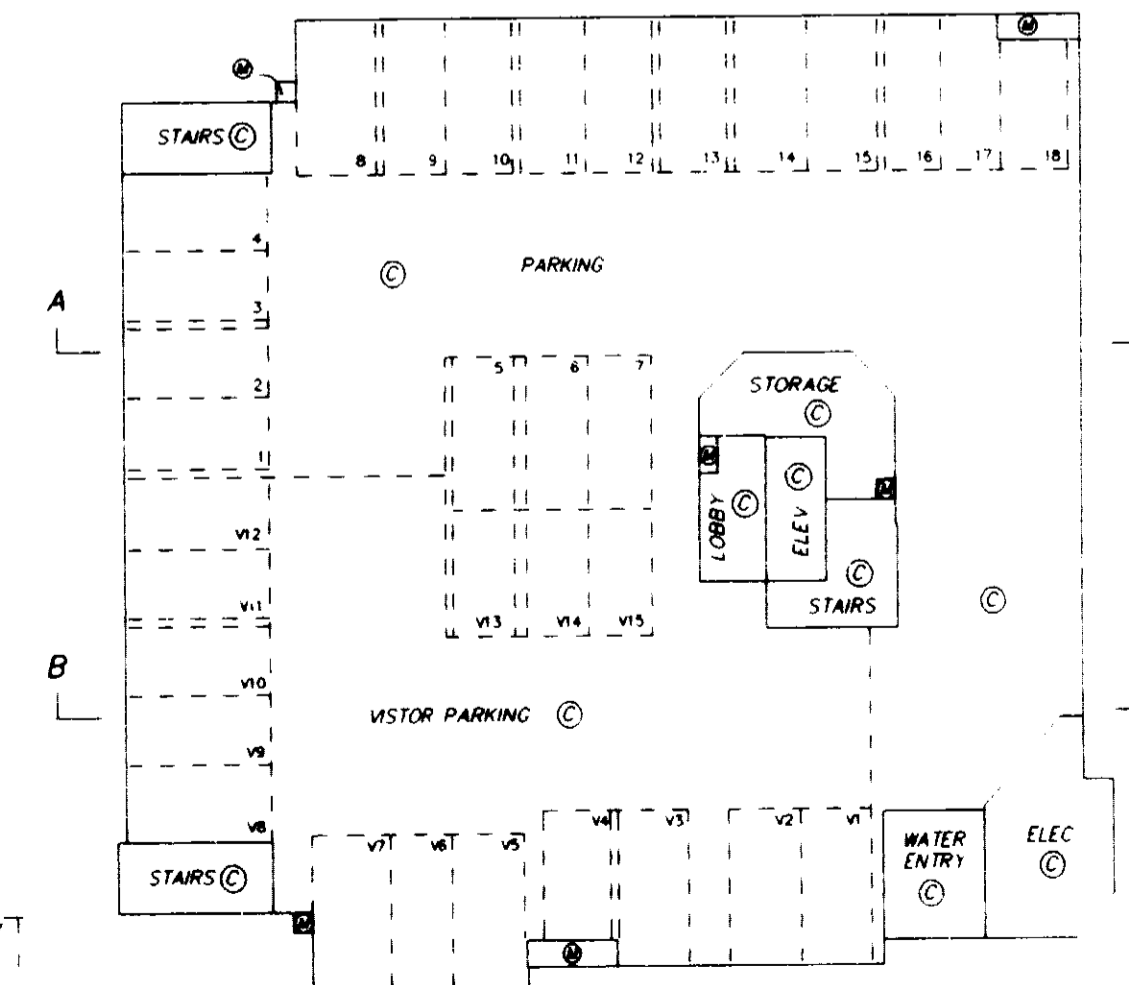 M
M
STAIRS C
8 9 10 11 12 13 14 15 16 17 18
4
PARKING
C
A
3
5 6 7
2
STORAGE
C
1
M
C
M
LOBBY
C
ELEV
V12
C
STAIRS
C
V11
V13 V14 V15
B
V10
VISTOR PARKING C
V9
V8
V7 V6 V5 V4 V3 V2 V1
WATER
ENTRY
C
ELEC
C
STAIRS C
M
M